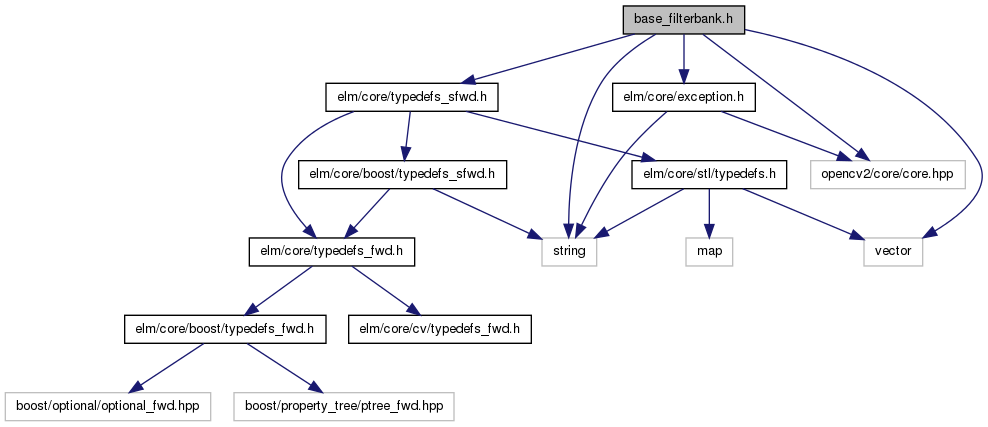 base_filterbank.h
elm/core/typedefs_sfwd.h
elm/core/exception.h
elm/core/boost/typedefs_sfwd.h
elm/core/stl/typedefs.h
opencv2/core/core.hpp
elm/core/typedefs_fwd.h
string
map
vector
elm/core/boost/typedefs_fwd.h
elm/core/cv/typedefs_fwd.h
boost/optional/optional_fwd.hpp
boost/property_tree/ptree_fwd.hpp